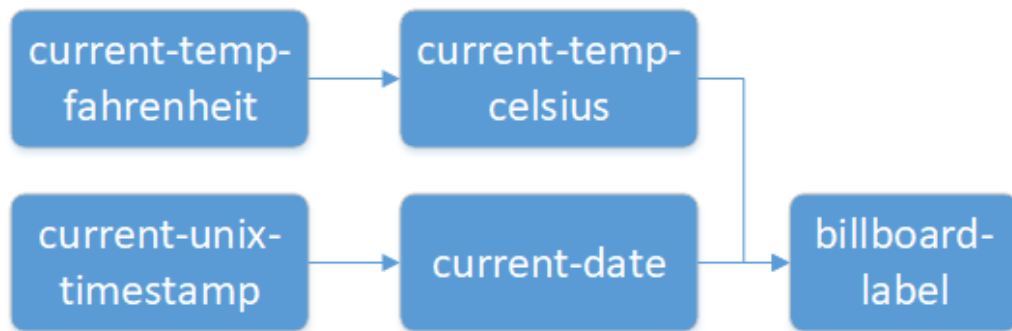 current-temp-
fahrenheit
current-temp-
celsius
current-unix-
timestamp
current-date
billboard-
label